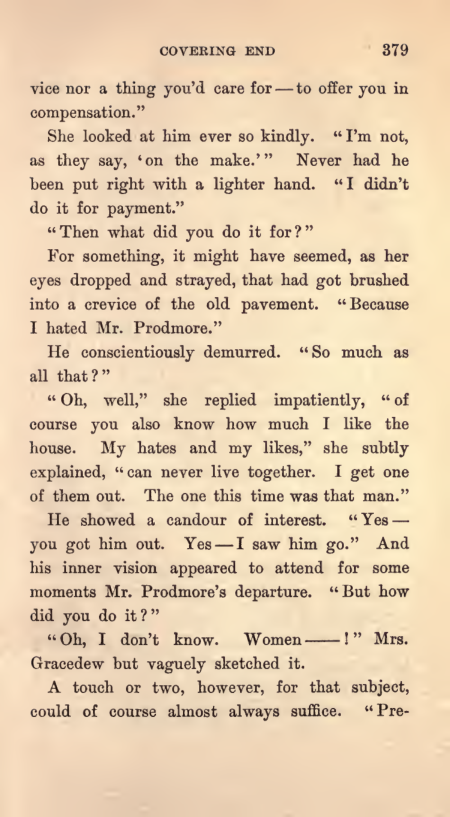 COVERING END 379
vice nor a thing you’d care for — to offer you in
compensation.”
She looked at him ever so kindly. “I’m not,
as they say, ‘on the make.’” Never had he
been put right with a lighter hand. “I didn’t
do it for payment.”
“Then what did you do it for?”
For something, it might have seemed, as her
eyes dropped and strayed, that had got brushed
into a crevice of the old pavement. “Because
I hated Mr. Prodmore.”
He conscientiously demurred. “So much as
all that?”
“Oh, well,” she replied impatiently, “of
course you also know how much I like the
house. My hates and my likes,” she subtly
explained, “can never live together. I get one
of them out. The one this time was that man.”
He showed a candour of interest. “Yes —
you got him out. Yes — I saw him go.” And
his inner vision appeared to attend for some
moments Mr. Prodmore’s departure. “But how
did you do it?”
“Oh, I don’t know. Women ——!” Mrs.
Gracedew but vaguely sketched it.
A touch or two, however, for that subject,
could of course almost always suffice. “Pre-